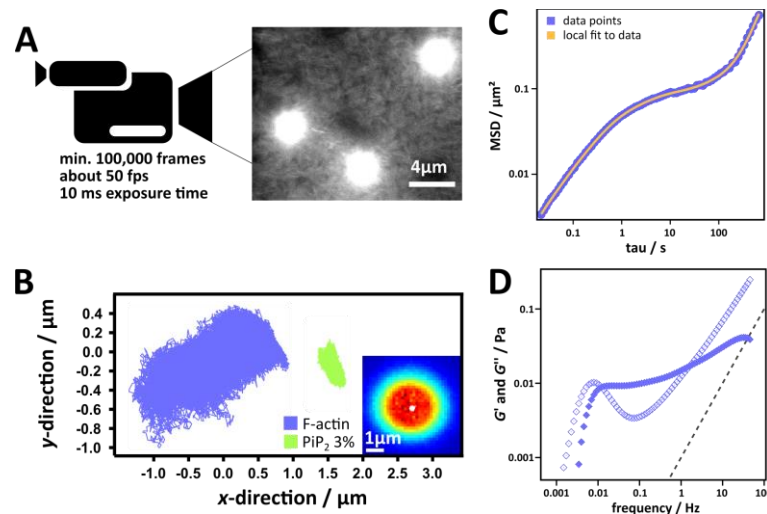 A
min. 100,000 frames
about 50 fps
10 ms exposure time
4μm
B
y-direction / μm
0.4
0.2
0.0
-0.2
-0.4
-0.6
-0.8
-1.0
F-actin
PiP₂ 3%
1μm
-1.0 -0.5 0.0 0.5 1.0 1.5 2.0 2.5 3.0
x-direction / μm
C
data points
local fit to data
MSD / μm²
0.1
0.01
0.1 1 10 100
tau / s
D
G' and G'' / Pa
0.1
0.01
0.001
0.001 0.01 0.1 1 10 100
frequency / Hz